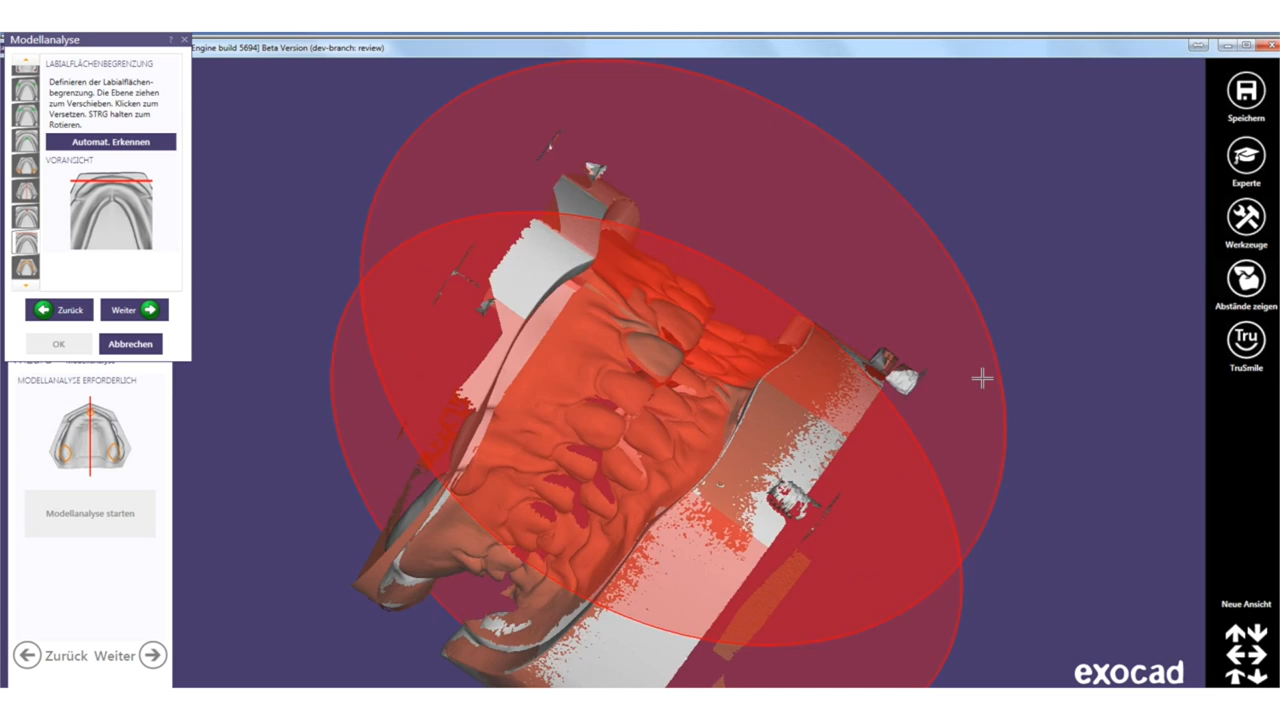 Modellanalyse
?
Engine build 5694] Beta Version (dev-branch: review)
LABIALFLÄCHENBEGRENZUNG
Definieren der Labialflächen-
begrenzung. Die Ebene ziehen
zum Verschieben. Klicken zum
Versetzen. STRG halten zum
Rotieren.
Automat. Erkennen
VORANSICHT
Zurück
Weiter
OK
Abbrechen
MODELLANALYSE ERFORDERLICH
Modellanalyse starten
Zurück Weiter
Speichern
Experte
Werkzeuge
Abstände zeigen
Tru
TruSmile
Neue Ansicht
exocad